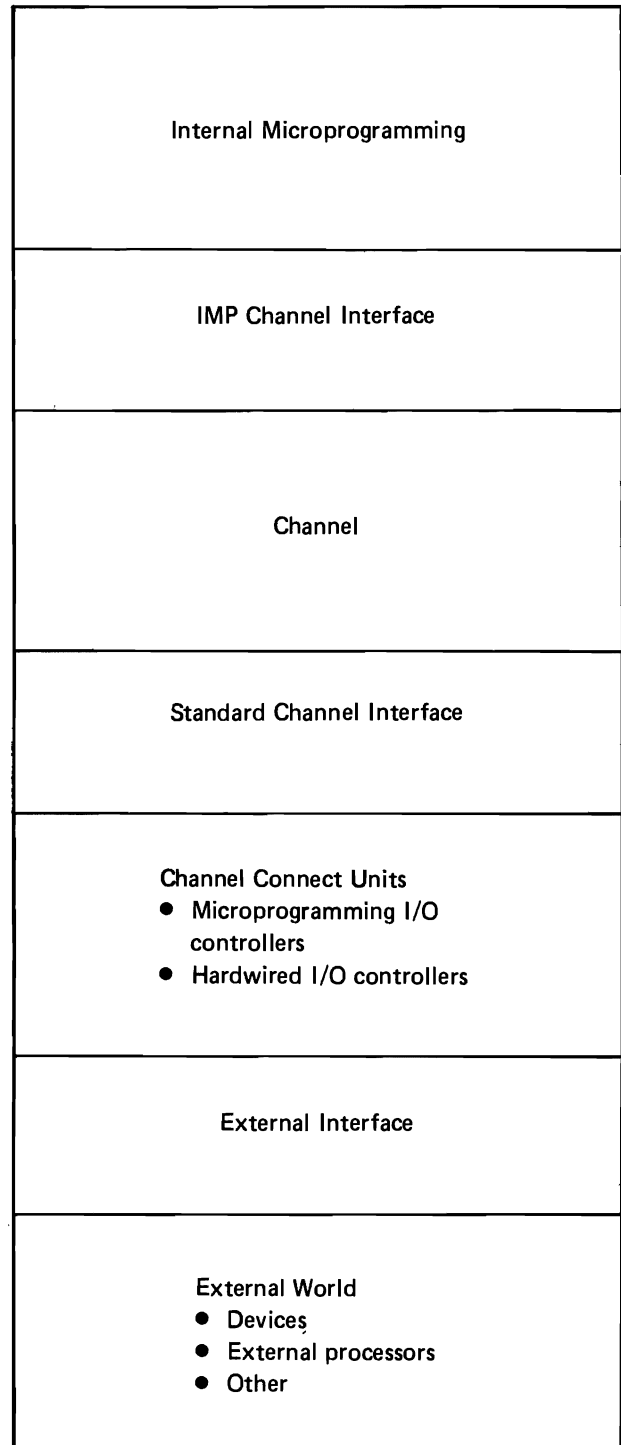 Internal Microprogramming
IMP Channel Interface
Channel
Standard Channel Interface
Channel Connect Units
● Microprogramming I/O
controllers
● Hardwired I/O controllers
External Interface
External World
● Devices
● External processors
● Other